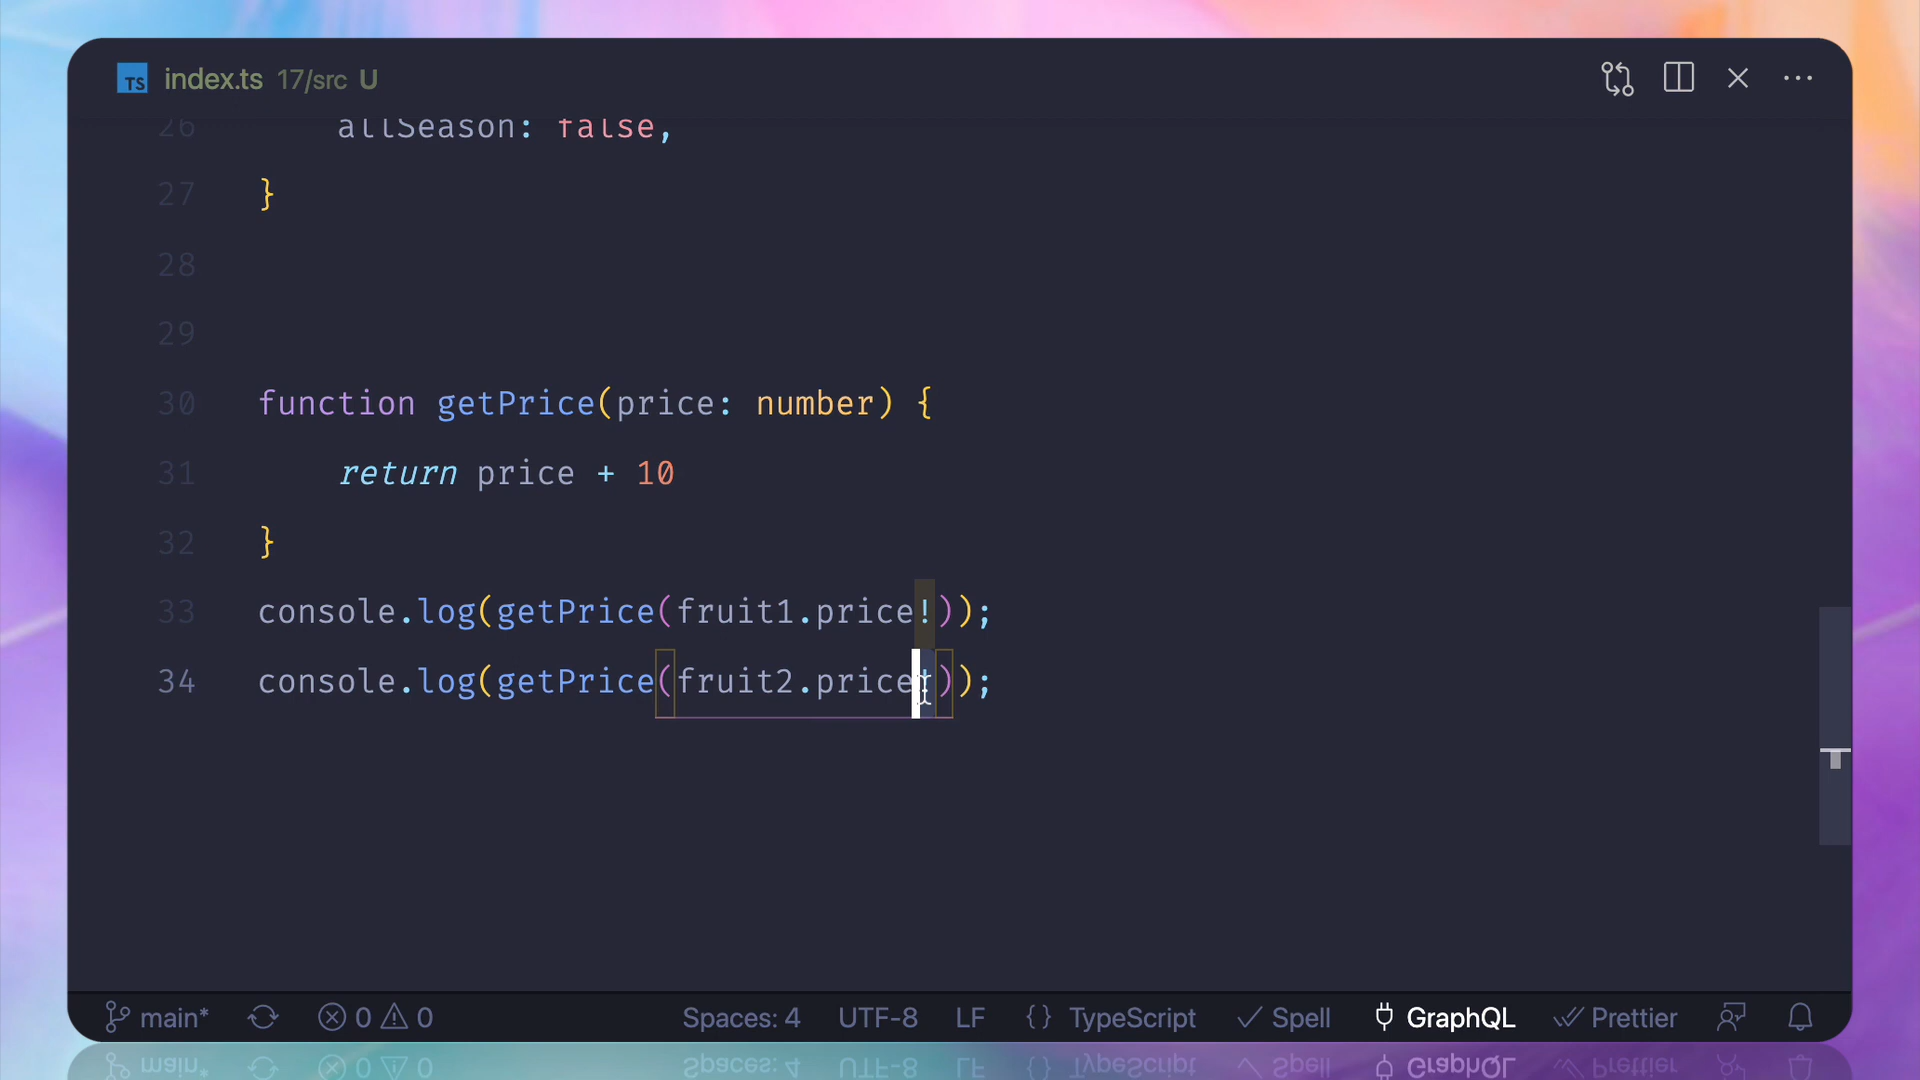 TS index.ts 17/src U
26 allSeason: false,
27 }
28
29
30 function getPrice(price: number) {
31 return price + 10
32 }
33 console.log(getPrice(fruit1.price!));
34 console.log(getPrice(fruit2.price!));
main* 0 0 Spaces: 4 UTF-8 LF {} TypeScript Spell GraphQL Prettier